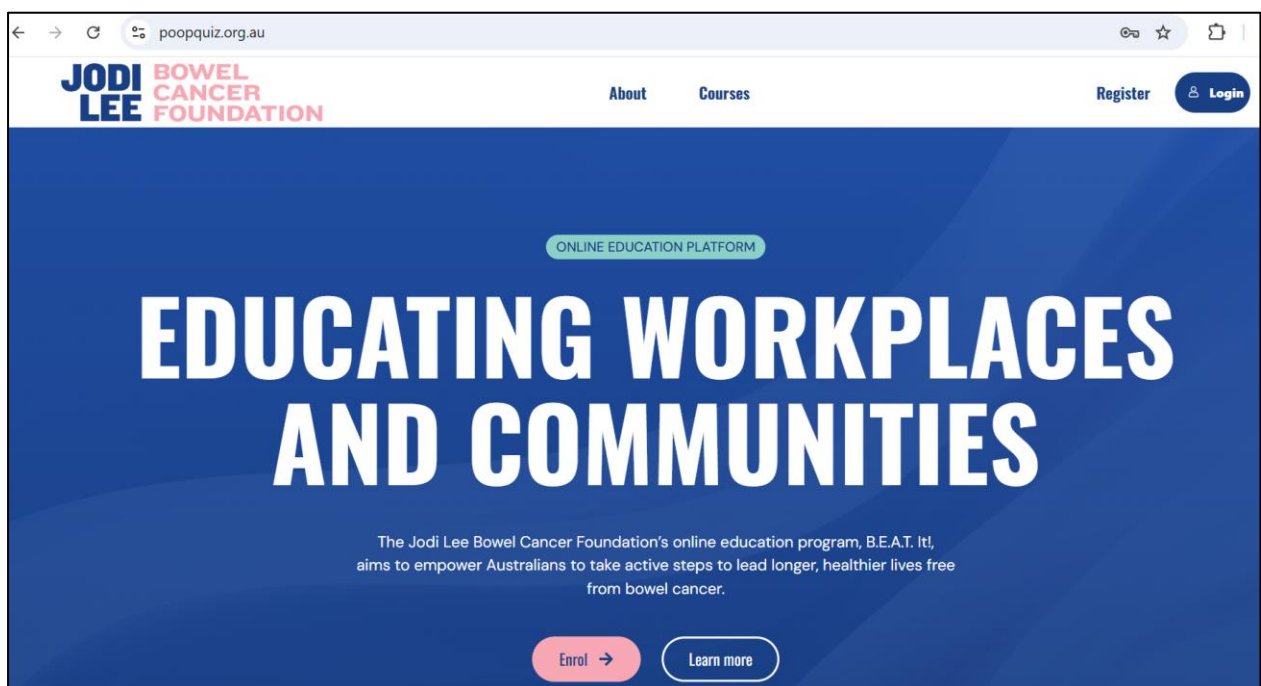 poopquiz.org.au
JODI LEE
BOWEL CANCER FOUNDATION
About
Courses
Register
Login
ONLINE EDUCATION PLATFORM
EDUCATING WORKPLACES
AND COMMUNITIES
The Jodi Lee Bowel Cancer Foundation's online education program, B.E.A.T. It!,
aims to empower Australians to take active steps to lead longer, healthier lives free
from bowel cancer.
Enrol →
Learn more